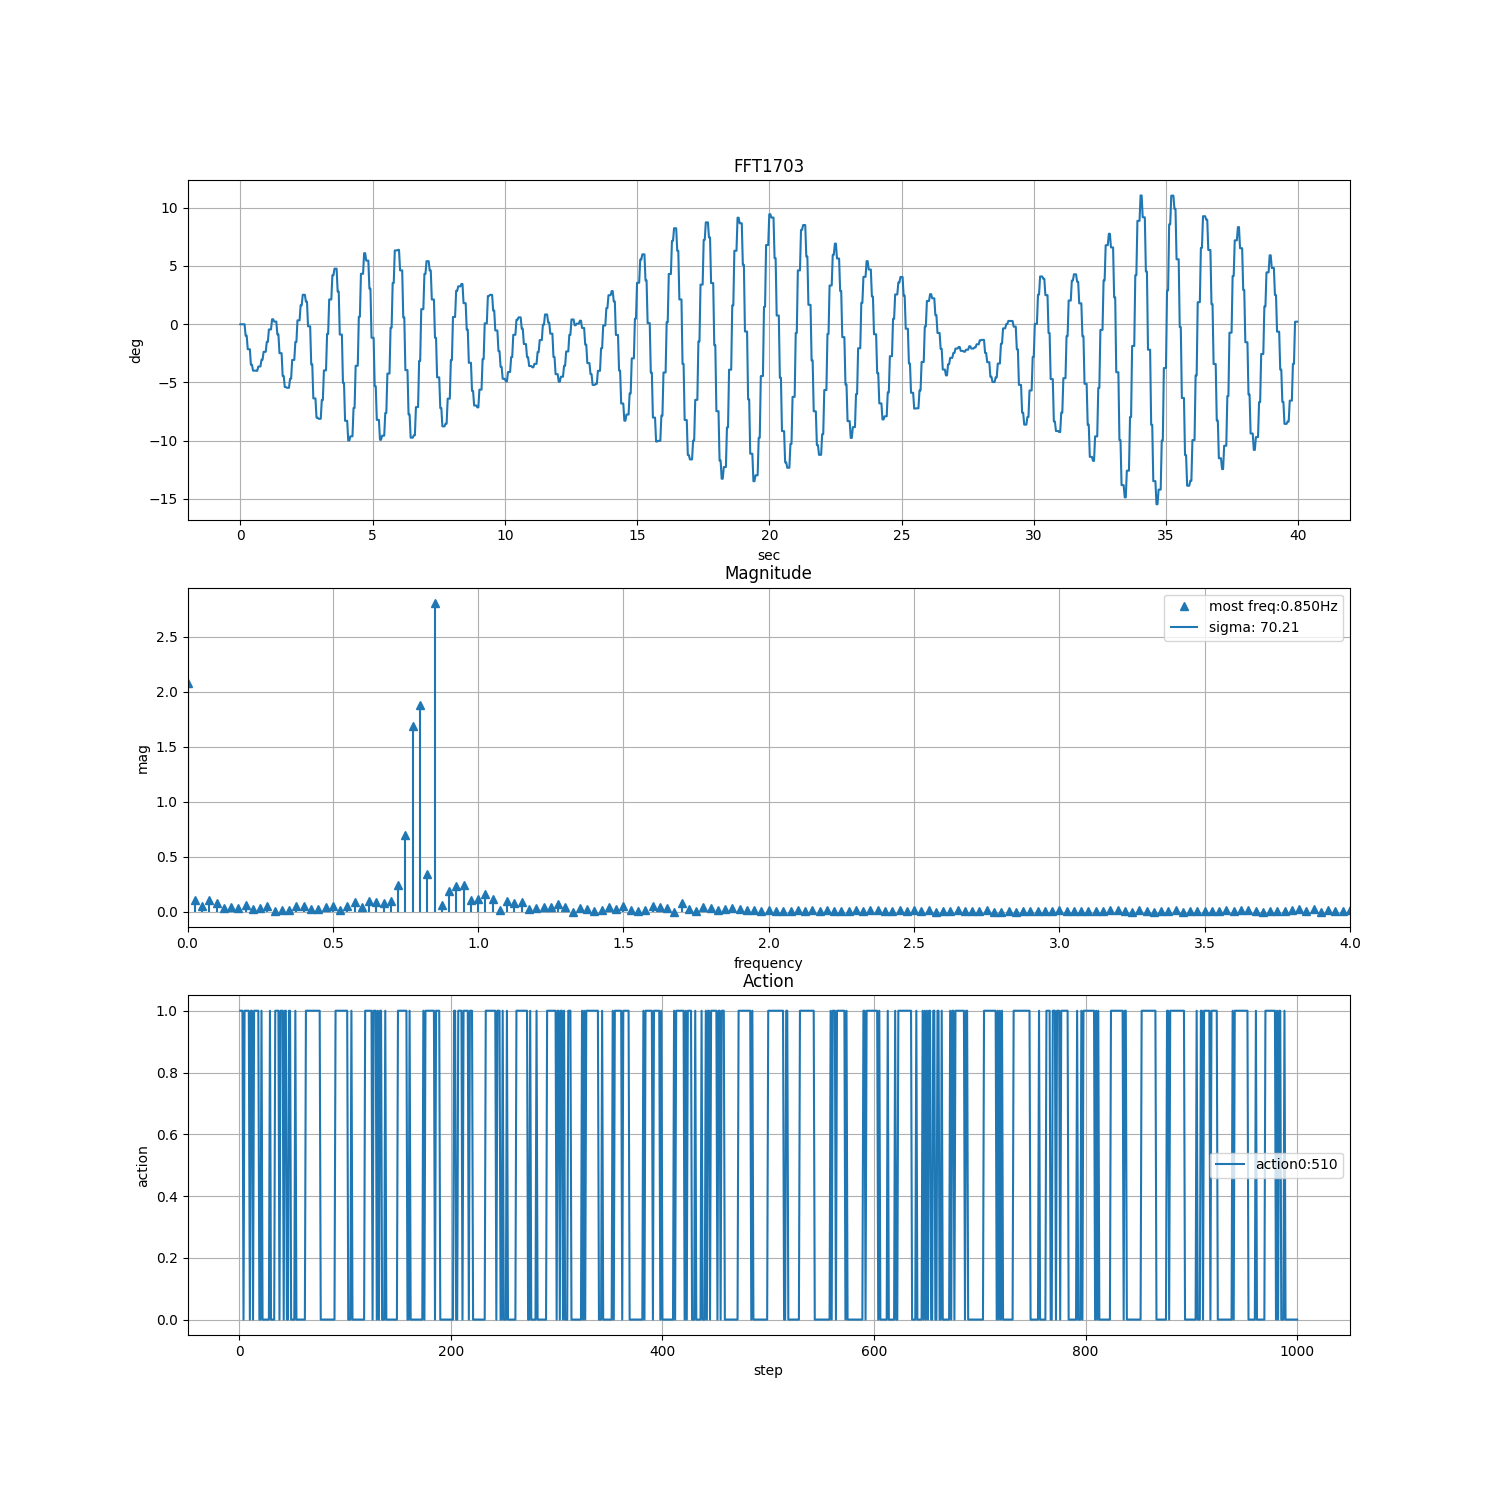 FFT1703
10
5
0
−5
−10
−15
deg
0 5 10 15 20 25 30 35 40
sec
Magnitude
most freq:0.850Hz
sigma: 70.21
2.5
2.0
1.5
1.0
0.5
0.0
mag
0.0 0.5 1.0 1.5 2.0 2.5 3.0 3.5 4.0
frequency
Action
1.0
0.8
0.6
0.4
0.2
0.0
action
action0:510
0 200 400 600 800 1000
step